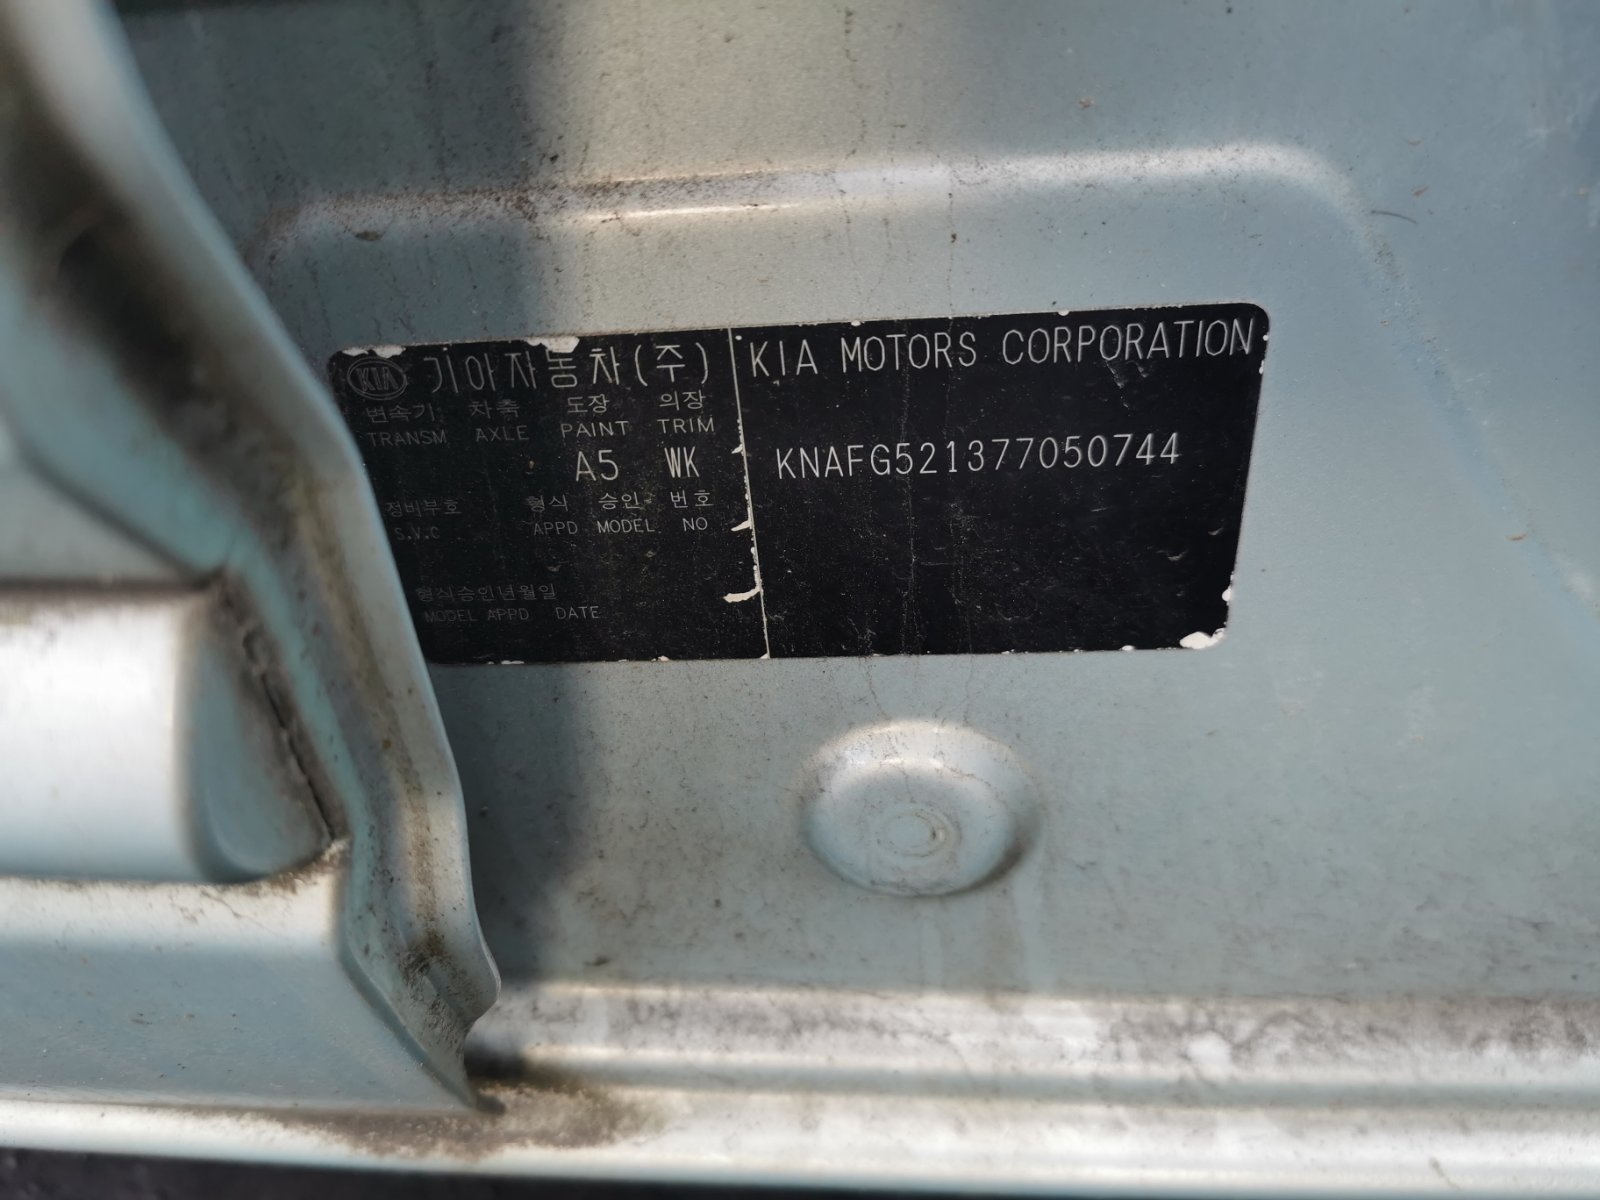 KIA 기아자동차(주) KIA MOTORS CORPORATION
변속기 차축 도장 의장
TRANSM AXLE PAINT TRIM
A5 WK KNAFG521377050744
정비부호 형식 승인 번호
S.V.C APPD MODEL NO
형식승인년월일
MODEL APPD DATE